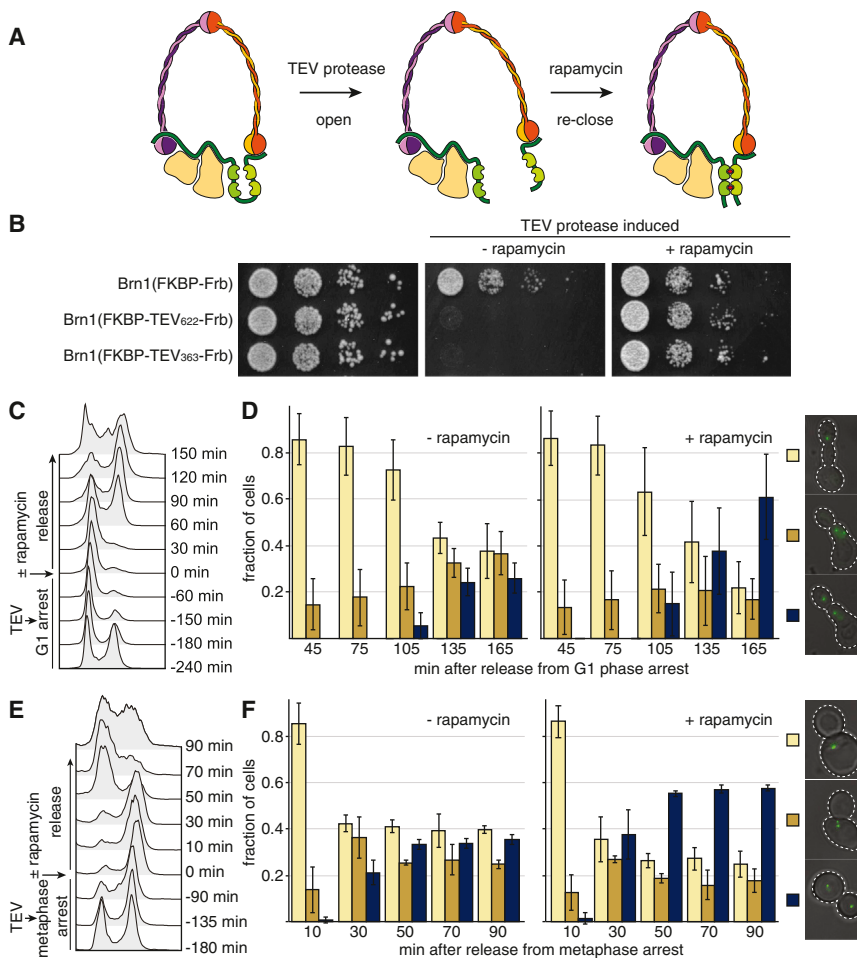 A
TEV protease
open
rapamycin
re-close
B
TEV protease induced
- rapamycin
+ rapamycin
Brn1(FKBP-Frb)
Brn1(FKBP-TEV622-Frb)
Brn1(FKBP-TEV363-Frb)
C
150 min
120 min
90 min
60 min
30 min
0 min
-60 min
-150 min
-180 min
-240 min
release
± rapamycin
TEV
G1 arrest
D
- rapamycin
+ rapamycin
fraction of cells
0.8
0.6
0.4
0.2
45 75 105 135 165 45 75 105 135 165
min after release from G1 phase arrest
E
90 min
70 min
50 min
30 min
10 min
0 min
-90 min
-135 min
-180 min
release
± rapamycin
TEV
metaphase
arrest
F
- rapamycin
+ rapamycin
fraction of cells
0.8
0.6
0.4
0.2
10 30 50 70 90 10 30 50 70 90
min after release from metaphase arrest